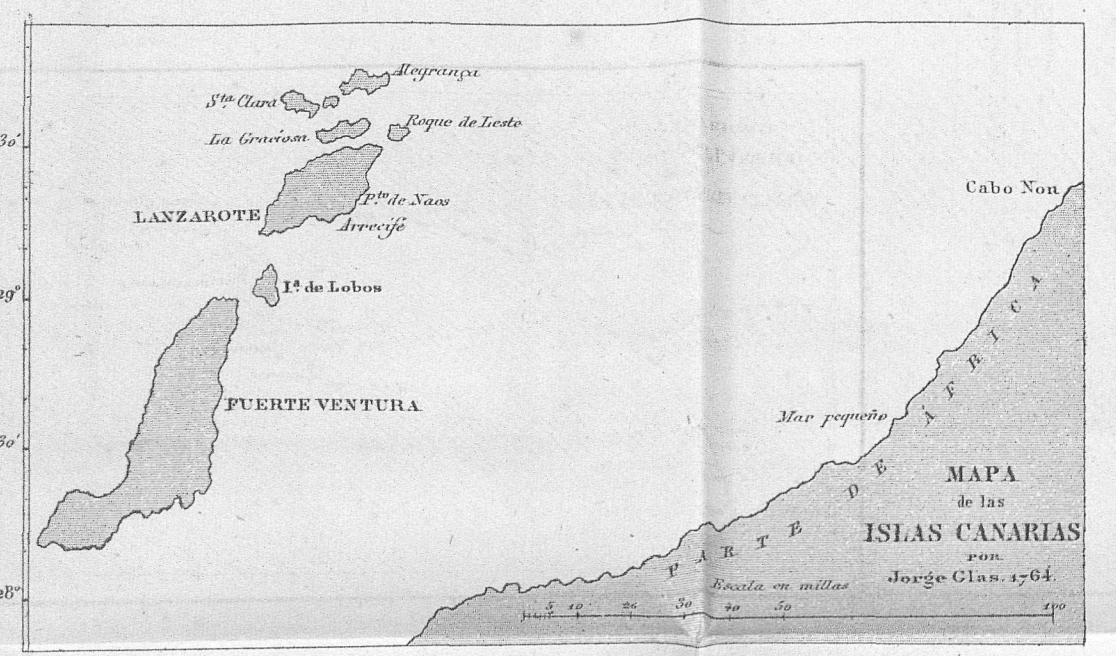 Alegrança
Sta Clara
Roque de Leste
La Graciosa
30'
Cabo Non
Pto de Naos
LANZAROTE
Arrecife
Ia de Lobos
29°
FUERTE VENTURA
Mar pequeño
30'
PARTE DE ÁFRICA
MAPA
de las
ISLAS CANARIAS
POR
Jorge Glas. 1764.
Escala en millas
28°
5 10 26 30 40 50 100